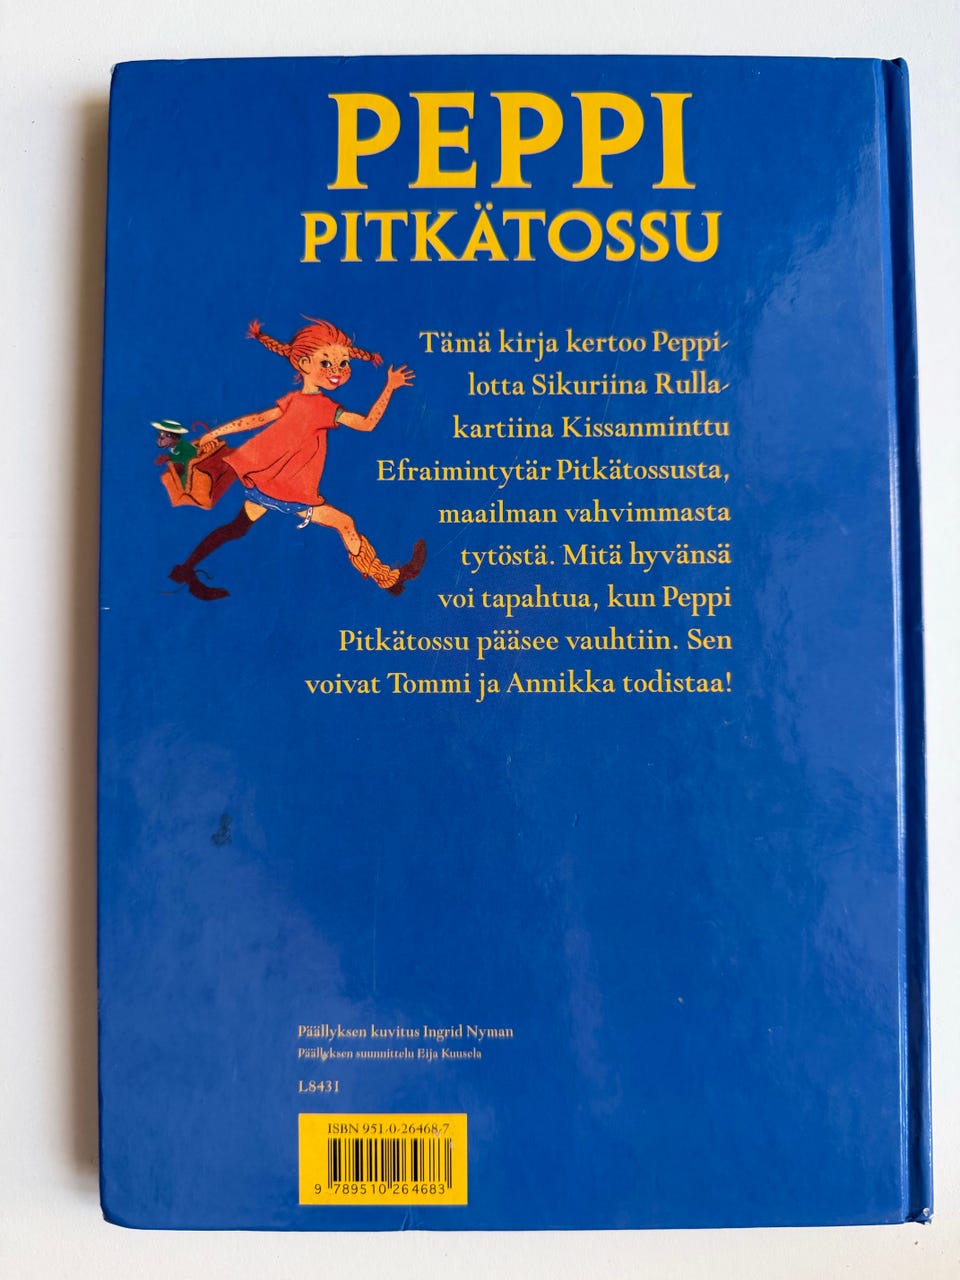 PEPPI
PITKÄTOSSU
Tämä kirja kertoo Peppi-
lotta Sikuriina Rulla-
kartiina Kissanminttu
Efraimintytär Pitkätossusta,
maailman vahvimmasta
tytöstä. Mitä hyvänsä
voi tapahtua, kun Peppi
Pitkätossu pääsee vauhtiin. Sen
voivat Tommi ja Annikka todistaa!
Päällyksen kuvitus Ingrid Nyman
Päällyksen suunnittelu Eija Kuusela
L8431
ISBN 951-0-26468-7
9 789510 264683